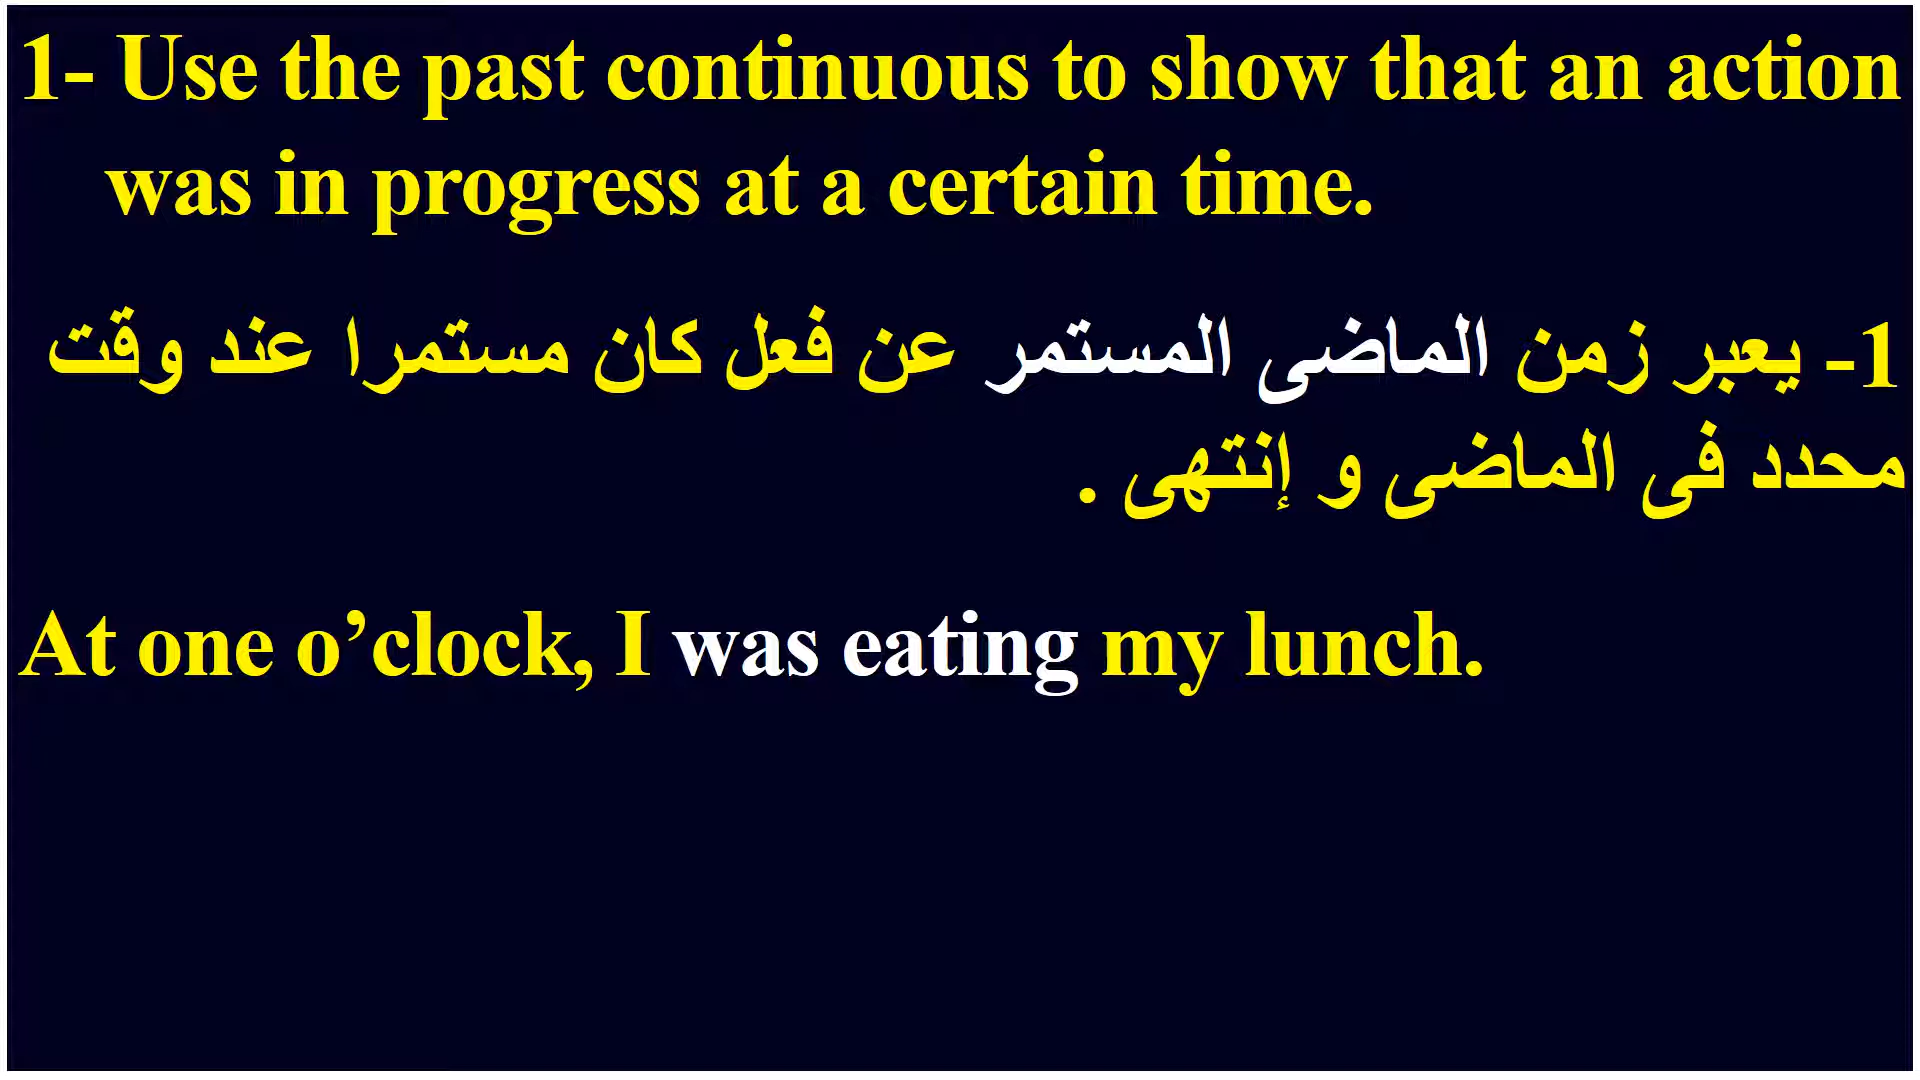 1- Use the past continuous to show that an action
was in progress at a certain time.
1- يعبر زمن الماضى المستمر عن فعل كان مستمرا عند وقت
محدد فى الماضى و إنتهى .
At one o’clock, I was eating my lunch.